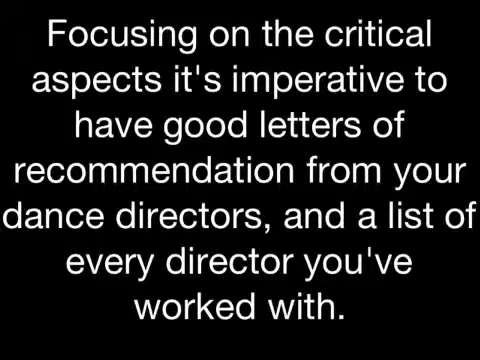 Focusing on the critical
aspects it's imperative to
have good letters of
recommendation from your
dance directors, and a list of
every director you've
worked with.